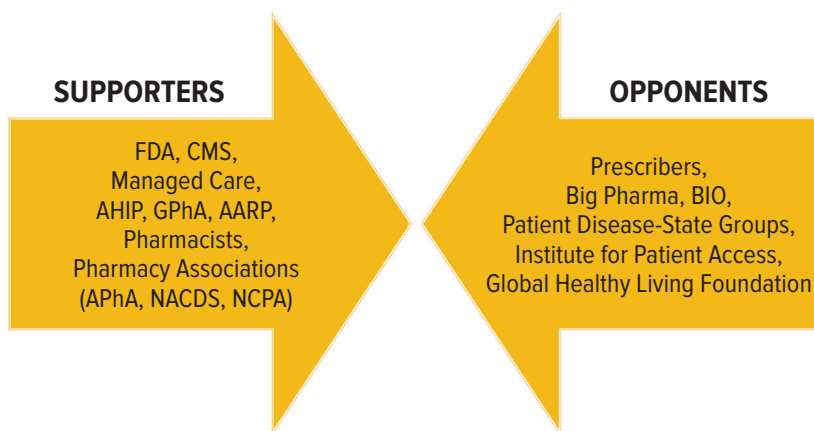 SUPPORTERS
FDA, CMS,
Managed Care,
AHIP, GPhA, AARP,
Pharmacists,
Pharmacy Associations
(APhA, NACDS, NCPA)
OPPONENTS
Prescribers,
Big Pharma, BIO,
Patient Disease-State Groups,
Institute for Patient Access,
Global Healthy Living Foundation